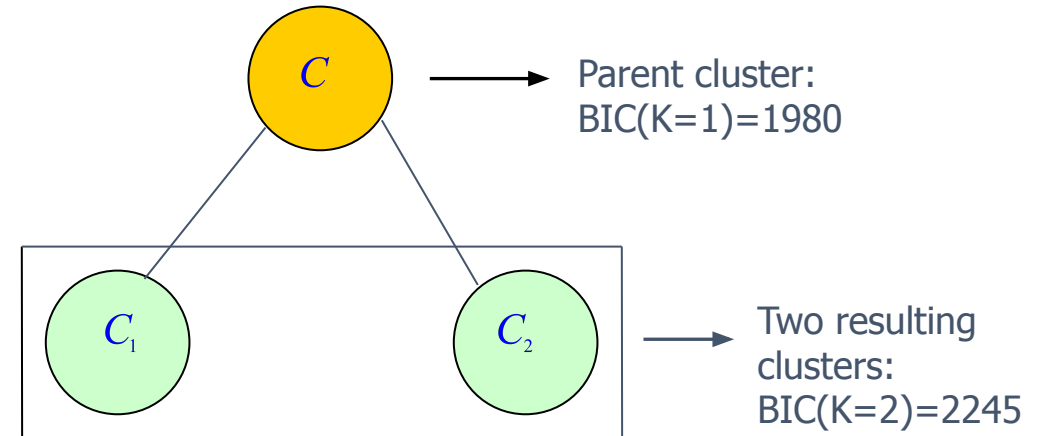 C
Parent cluster:
BIC(K=1)=1980
C₁
C₂
Two resulting
clusters:
BIC(K=2)=2245